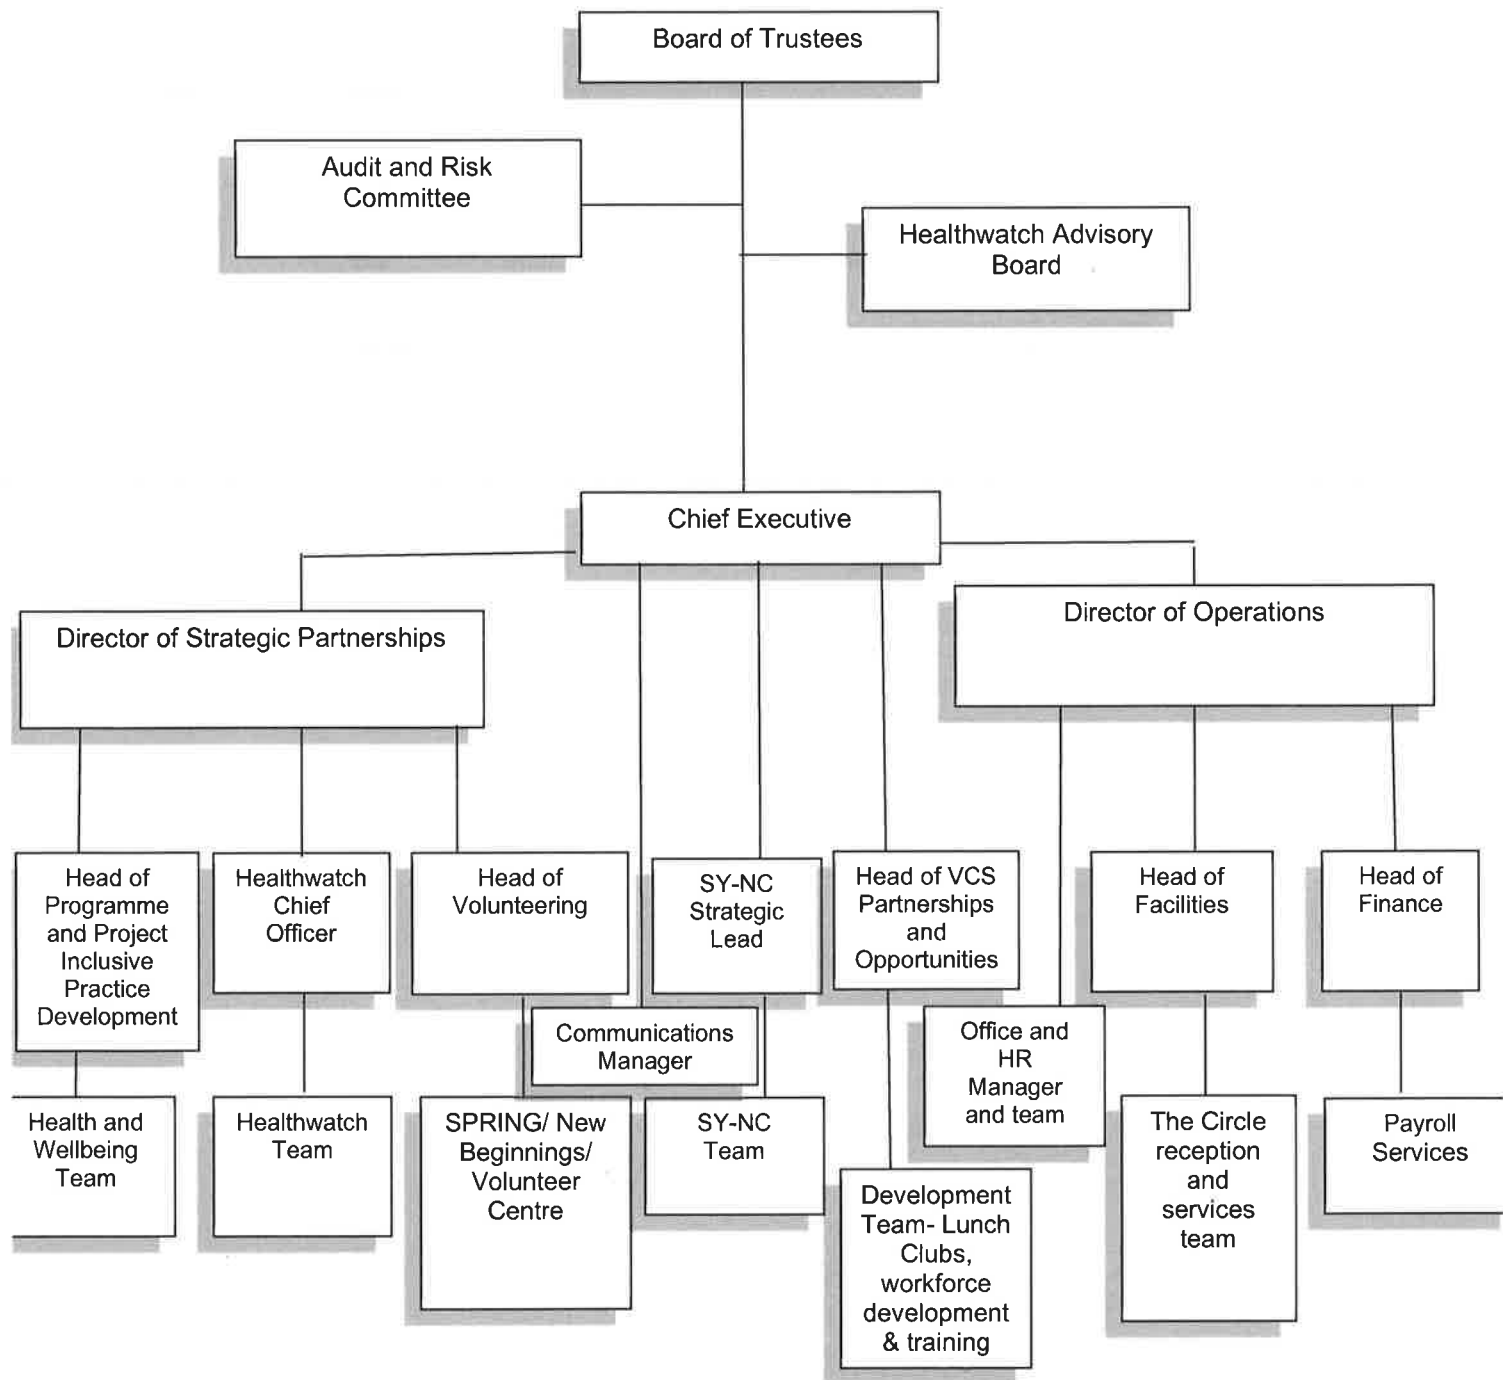 Board of Trustees
Audit and Risk
Committee
Healthwatch Advisory
Board
Chief Executive
Director of Strategic Partnerships
Director of Operations
Head of
Programme
and Project
Inclusive
Practice
Development
Healthwatch
Chief
Officer
Head of
Volunteering
SY-NC
Strategic
Lead
Head of VCS
Partnerships
and
Opportunities
Head of
Facilities
Head of
Finance
Communications
Manager
Office and
HR
Manager
and team
Health and
Wellbeing
Team
Healthwatch
Team
SPRING/ New
Beginnings/
Volunteer
Centre
SY-NC
Team
Development
Team- Lunch
Clubs,
workforce
development
& training
The Circle
reception
and
services
team
Payroll
Services